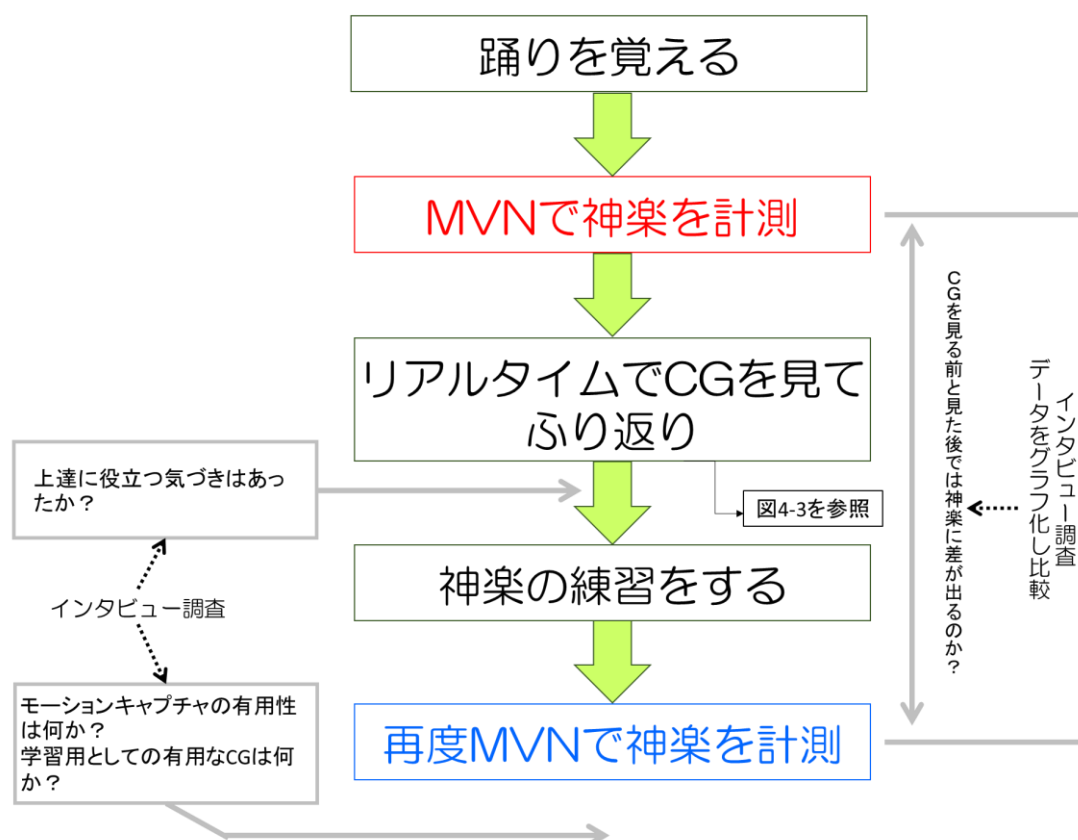 踊りを覚える
MVNで神楽を計測
リアルタイムでCGを見て
ふり返り
上達に役立つ気づきはあっ
たか？
図4-3を参照
神楽の練習をする
インタビュー調査
モーションキャプチャの有用性
は何か？
学習用としての有用なCGは何
か？
再度MVNで神楽を計測
CGを見る前と見た後では神楽に差が出るのか？
インタビュー調査
データをグラフ化し比較